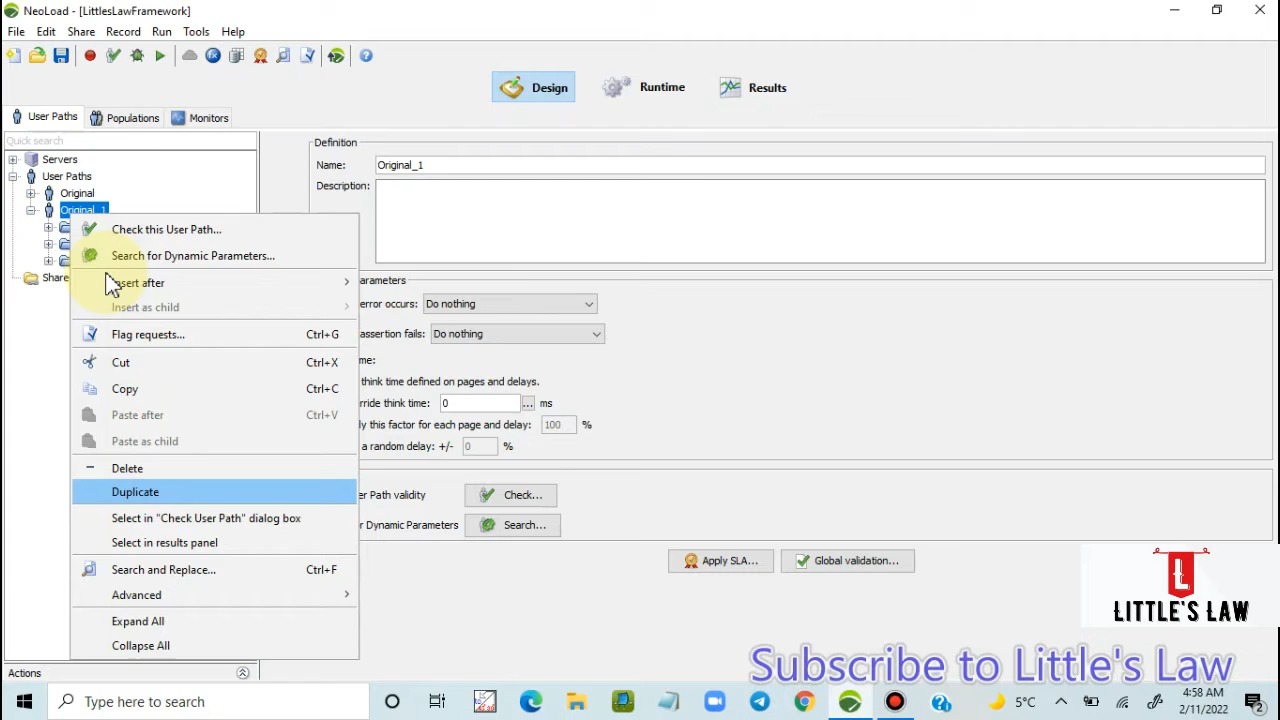 NeoLoad - [LittlesLawFramework]
File Edit Share Record Run Tools Help
Design Runtime Results
User Paths Populations Monitors
Quick search
Servers
User Paths
Original
Original_1
Share
Definition
Name: Original_1
Description:
Check this User Path...
Search for Dynamic Parameters...
Insert after
Insert as child
Flag requests... Ctrl+G
Cut Ctrl+X
Copy Ctrl+C
Paste after Ctrl+V
Paste as child
Delete
Duplicate
Select in "Check User Path" dialog box
Select in results panel
Search and Replace... Ctrl+F
Advanced
Expand All
Collapse All
arameters
error occurs: Do nothing
assertion fails: Do nothing
me:
think time defined on pages and delays.
rride think time: 0 ... ms
ly this factor for each page and delay: 100 %
a random delay: +/- 0 %
er Path validity Check...
r Dynamic Parameters Search...
Apply SLA... Global validation...
L
LITTLE'S LAW
Subscribe to Little's Law
Actions
Type here to search
5°C
4:58 AM
2/11/2022
2